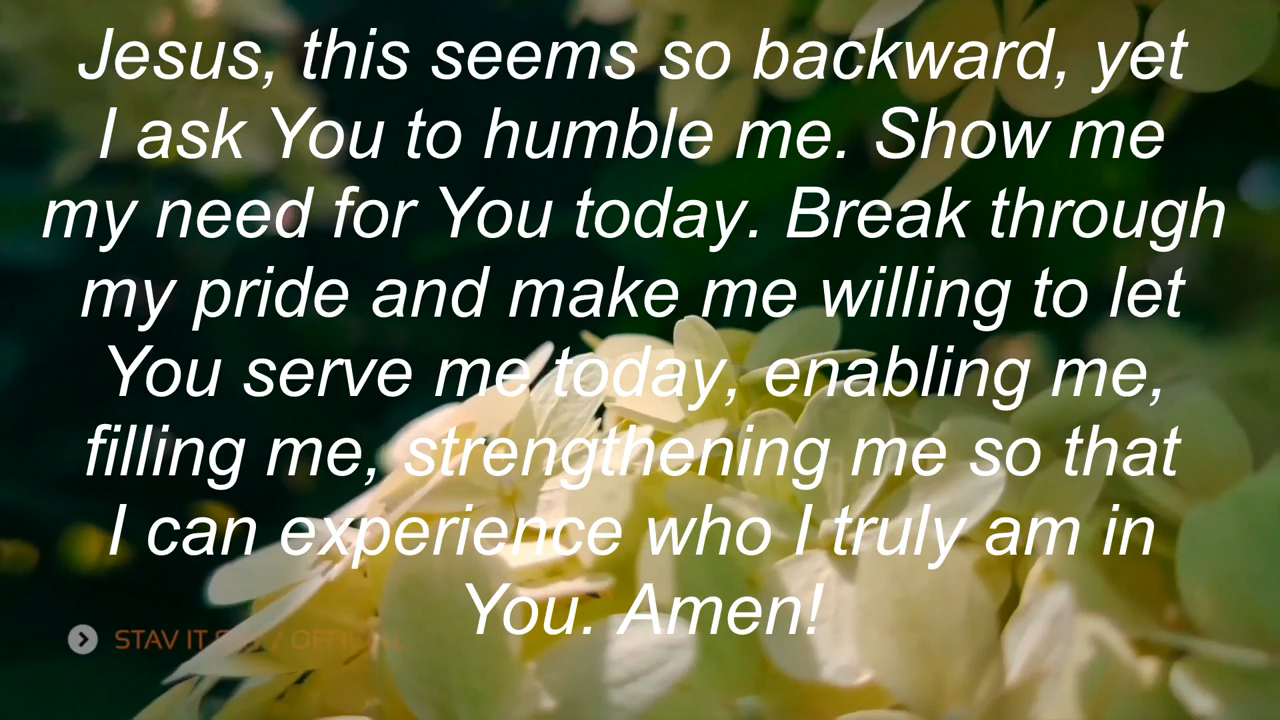 Jesus, this seems so backward, yet
I ask You to humble me. Show me
my need for You today. Break through
my pride and make me willing to let
You serve me today, enabling me,
filling me, strengthening me so that
I can experience who I truly am in
You. Amen!
STAV IT